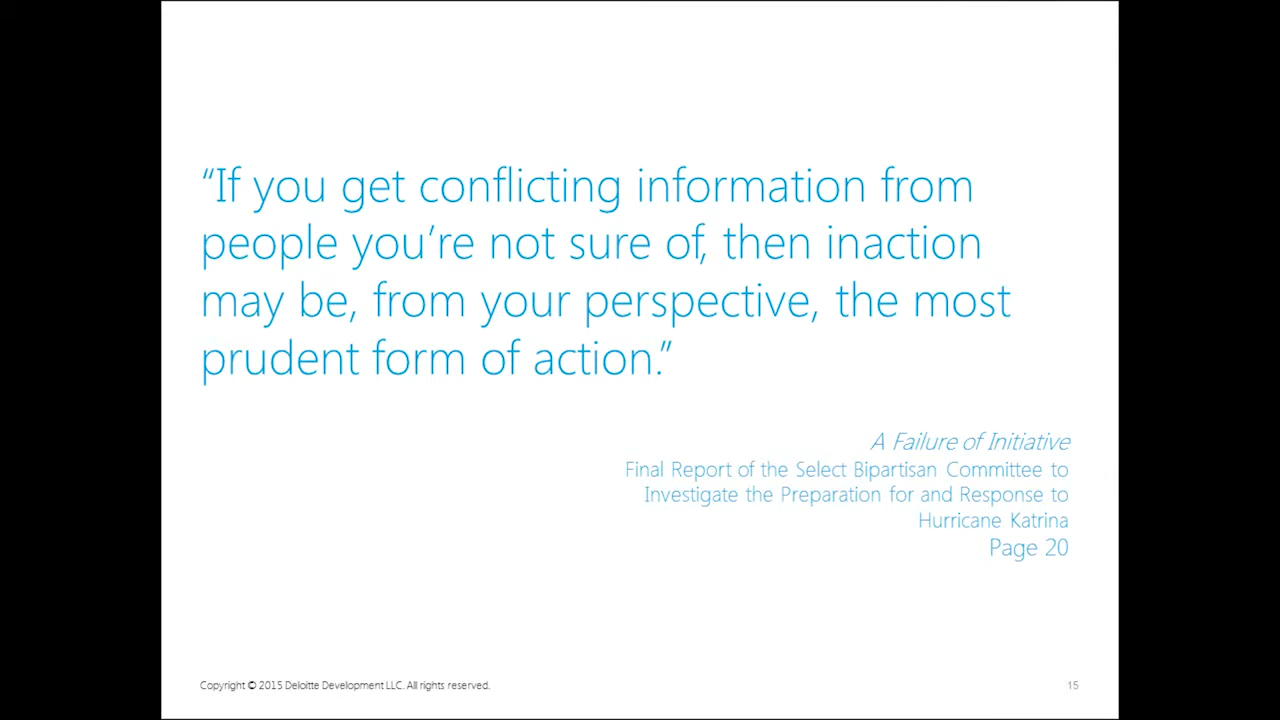 “If you get conflicting information from
people you’re not sure of, then inaction
may be, from your perspective, the most
prudent form of action.”
A Failure of Initiative
Final Report of the Select Bipartisan Committee to
Investigate the Preparation for and Response to
Hurricane Katrina
Page 20
Copyright © 2015 Deloitte Development LLC. All rights reserved.
15